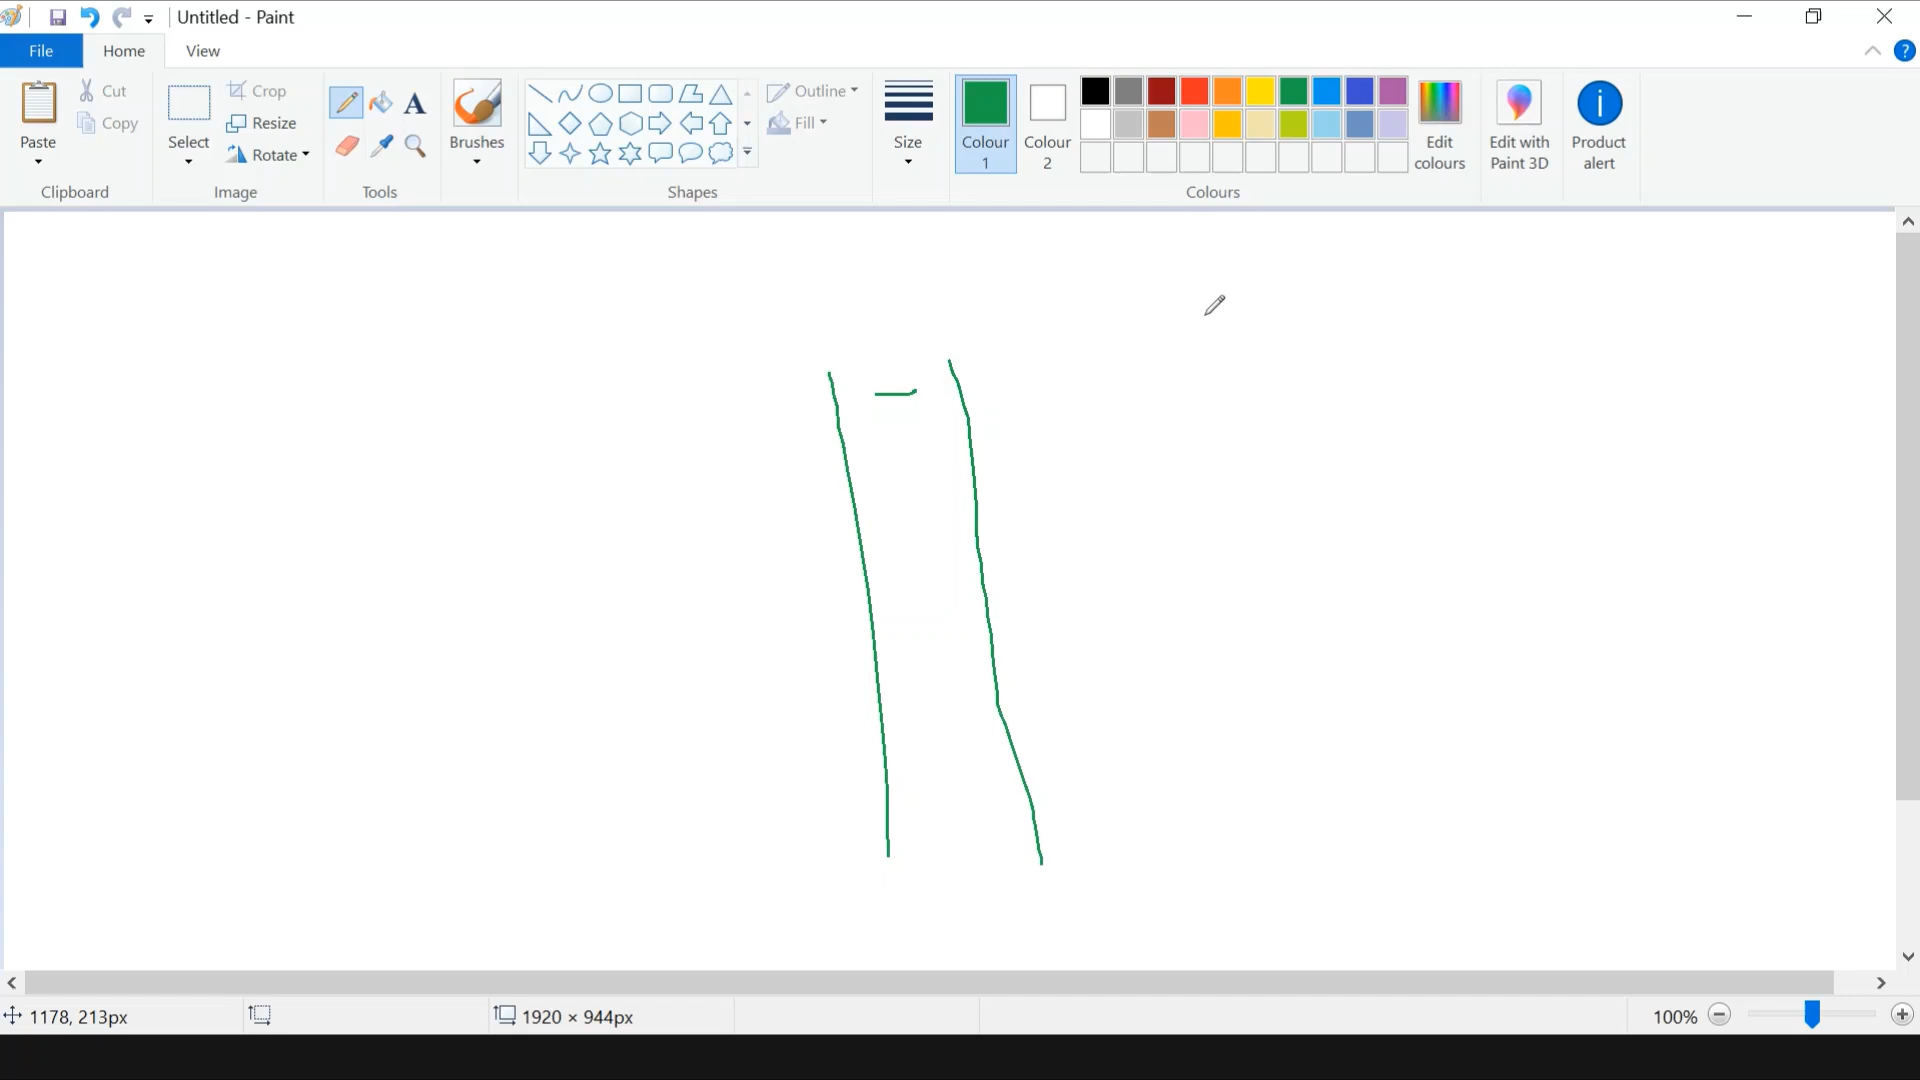 Untitled - Paint
File Home View
Paste Cut Copy Select Crop Resize Rotate A Brushes Outline Fill Size Colour 1 Colour 2 Edit colours Edit with Paint 3D Product alert
Clipboard Image Tools Shapes Colours
1178, 213px 1920 × 944px 100%